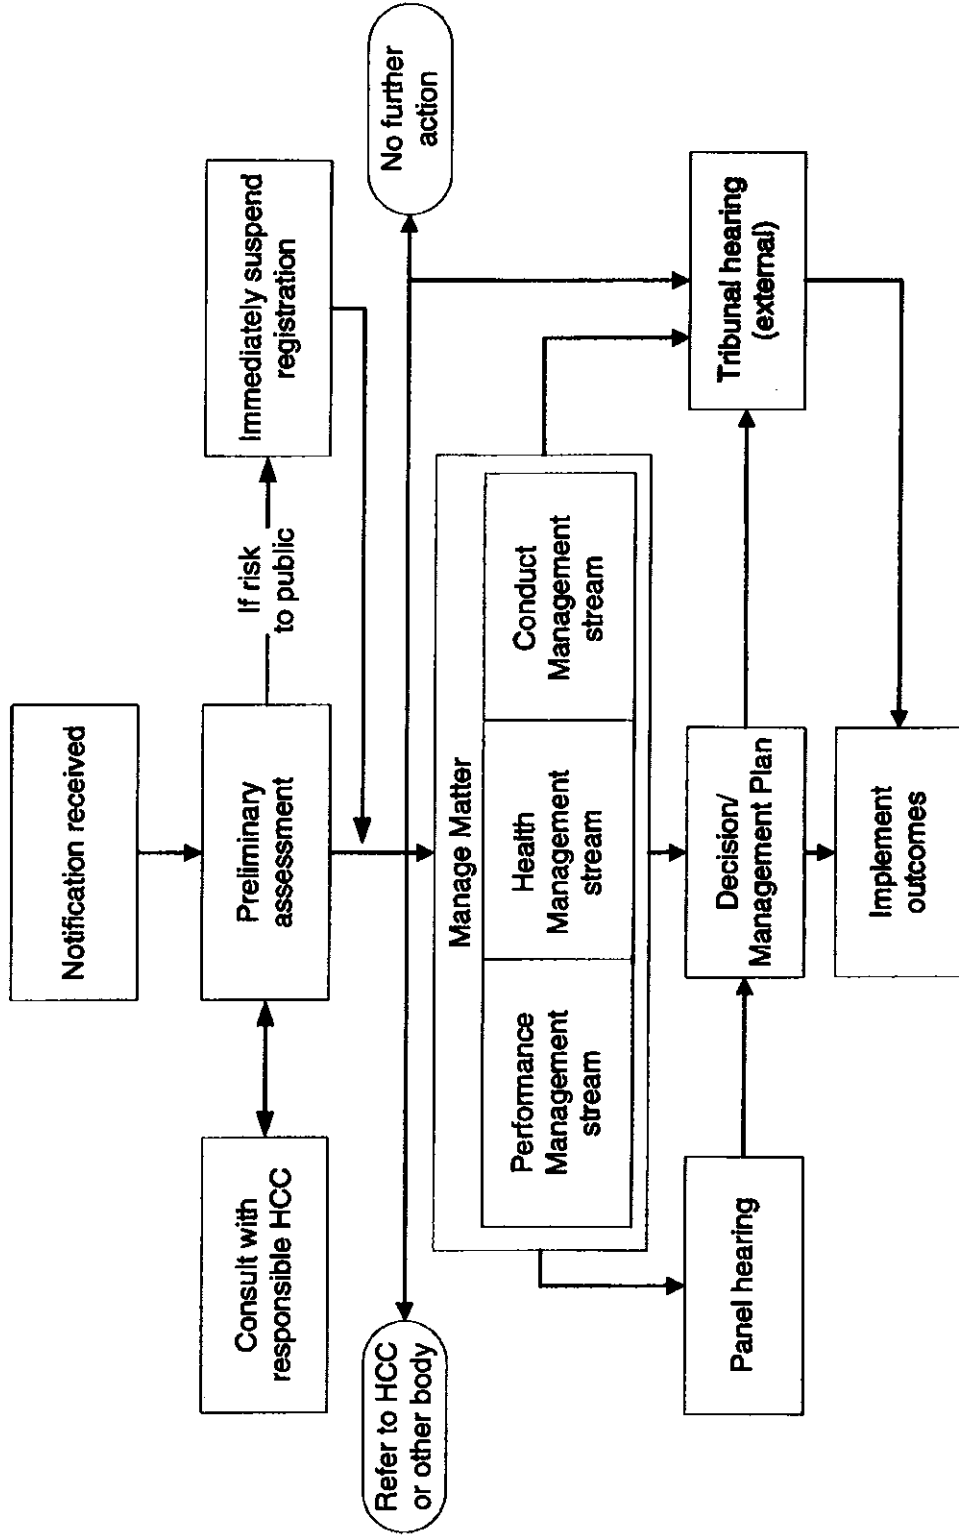 Notification received
Consult with
responsible HCC
Preliminary
assessment
If risk
to public
Immediately suspend
registration
Refer to HCC
or other body
No further
action
Manage Matter
Performance
Management
stream
Health
Management
stream
Conduct
Management
stream
Panel hearing
Decision/
Management Plan
Tribunal hearing
(external)
Implement
outcomes